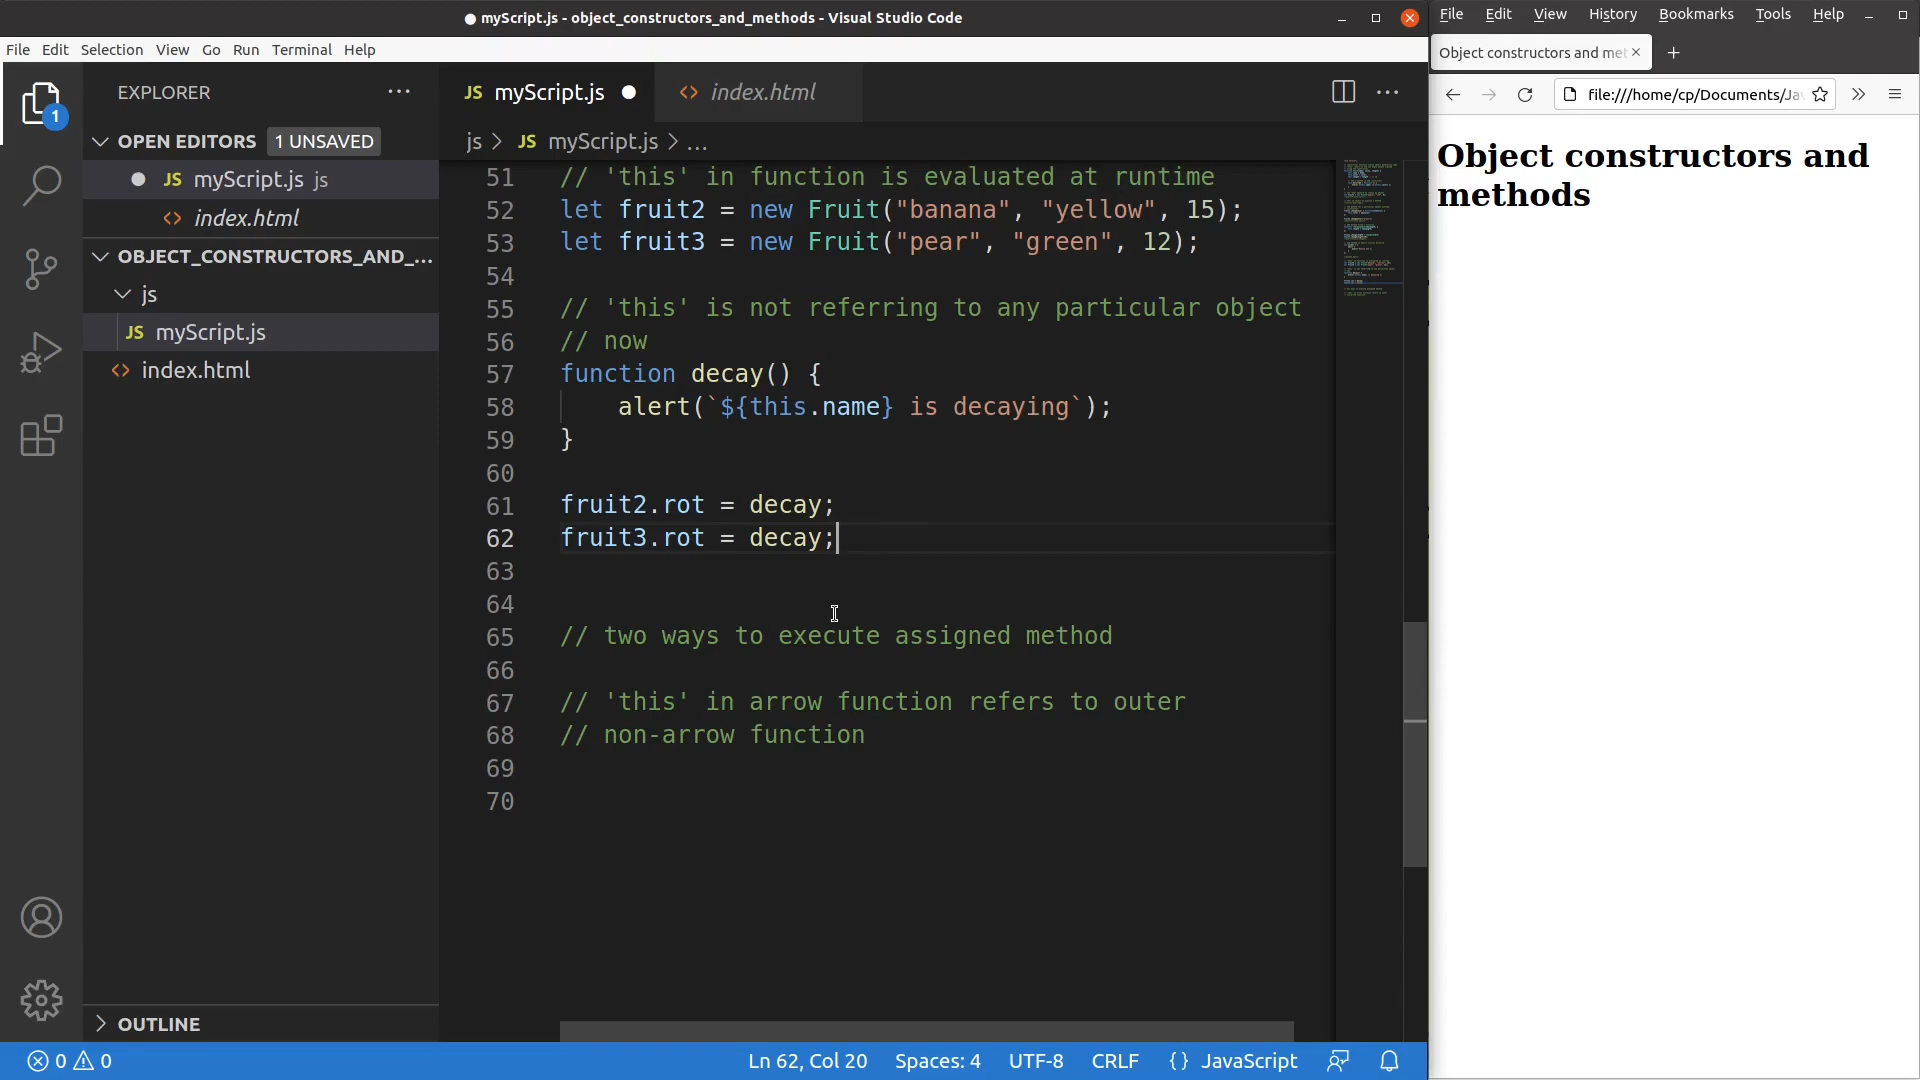 myScript.js - object_constructors_and_methods - Visual Studio Code
File Edit Selection View Go Run Terminal Help
EXPLORER
1
OPEN EDITORS 1 UNSAVED
JS myScript.js js
<> index.html
OBJECT_CONSTRUCTORS_AND_...
js
JS myScript.js
<> index.html
OUTLINE
JS myScript.js
<> index.html
js > JS myScript.js > ...
51 // 'this' in function is evaluated at runtime
52 let fruit2 = new Fruit("banana", "yellow", 15);
53 let fruit3 = new Fruit("pear", "green", 12);
54
55 // 'this' is not referring to any particular object
56 // now
57 function decay() {
58 alert(`${this.name} is decaying`);
59 }
60
61 fruit2.rot = decay;
62 fruit3.rot = decay;
63
64
65 // two ways to execute assigned method
66
67 // 'this' in arrow function refers to outer
68 // non-arrow function
69
70
0 0 Ln 62, Col 20 Spaces: 4 UTF-8 CRLF {} JavaScript
File Edit View History Bookmarks Tools Help
Object constructors and met
file:///home/cp/Documents/Jav
Object constructors and
methods